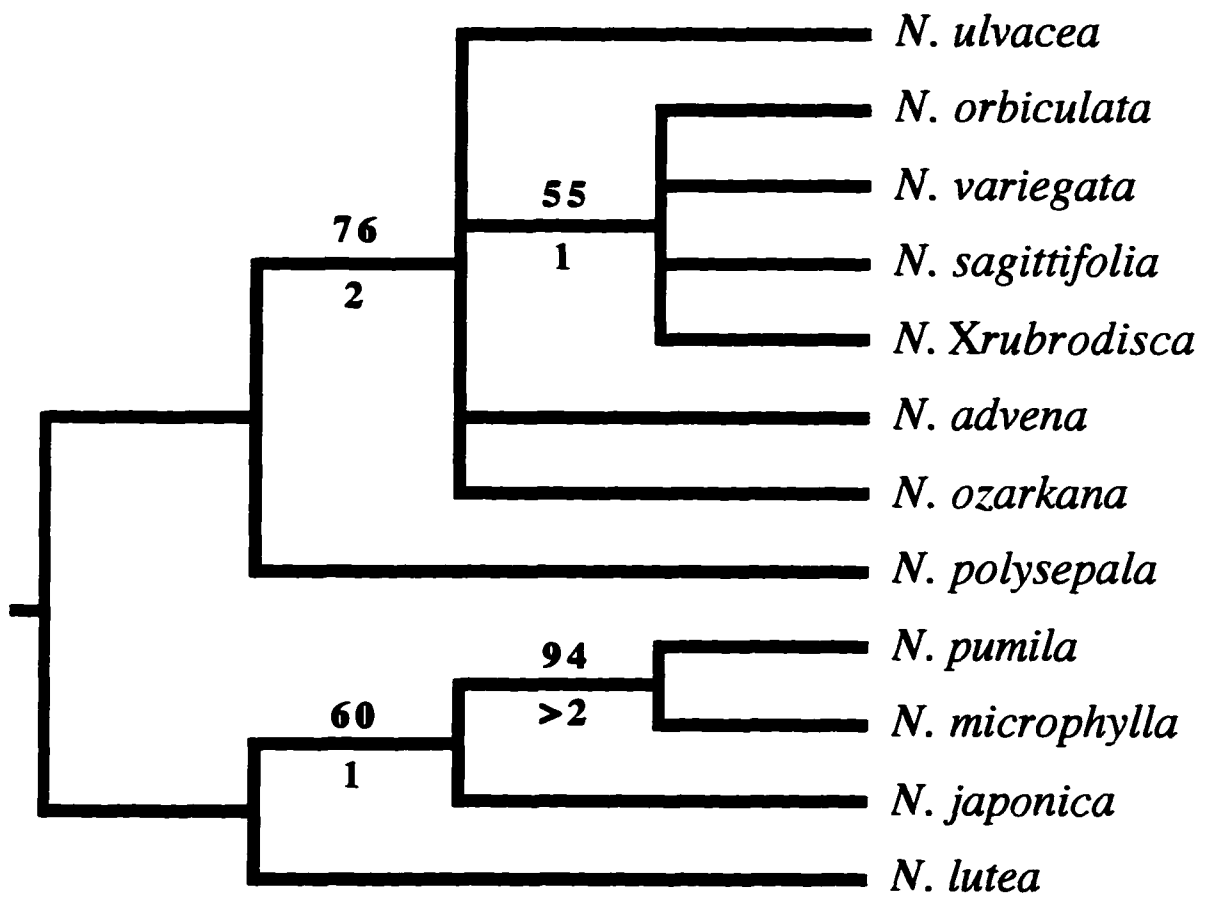 N. ulvacea
N. orbiculata
55
N. variegata
76
1
N. sagittifolia
2
N. Xrubrodisca
N. advena
N. ozarkana
N. polysepala
94
N. pumila
60
>2
N. microphylla
1
N. japonica
N. lutea